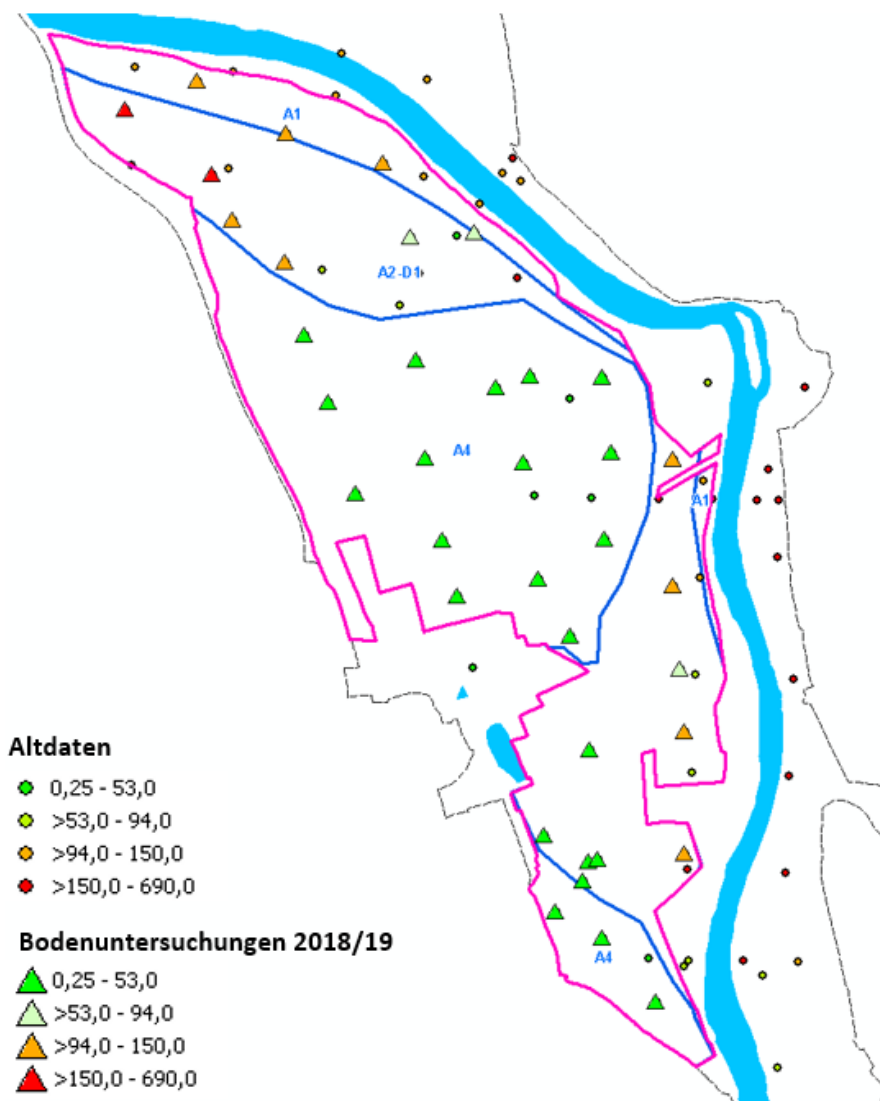 A1
A2-D1
A4
A1
A4
Altdaten
0,25 - 53,0
>53,0 - 94,0
>94,0 - 150,0
>150,0 - 690,0
Bodenuntersuchungen 2018/19
0,25 - 53,0
>53,0 - 94,0
>94,0 - 150,0
>150,0 - 690,0